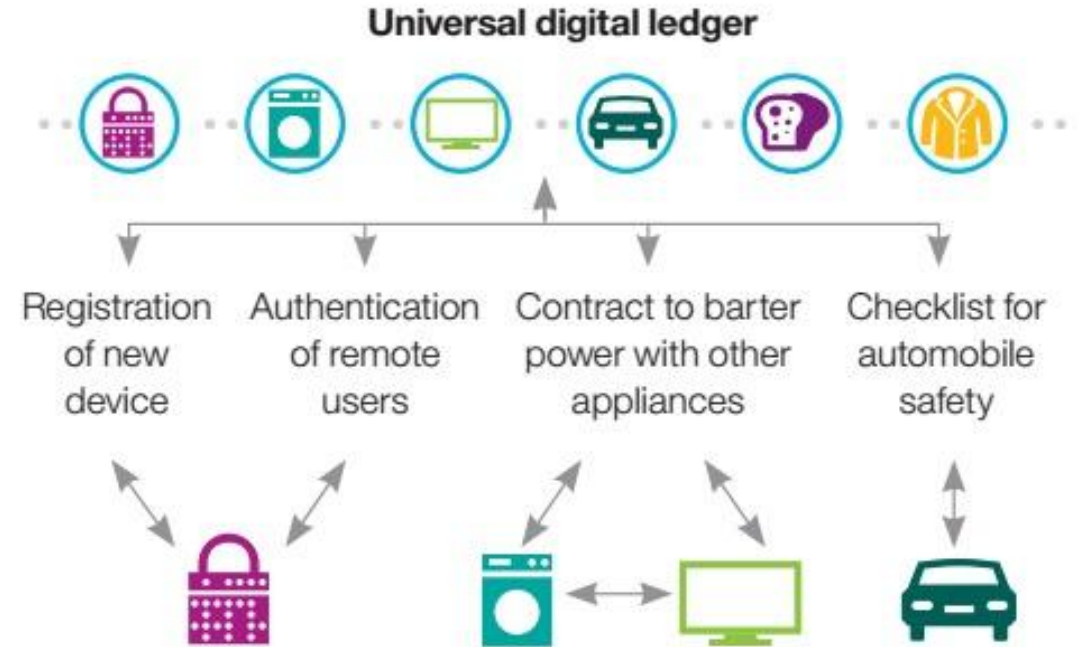 Universal digital ledger
Registration
of new
device
Authentication
of remote
users
Contract to barter
power with other
appliances
Checklist for
automobile
safety